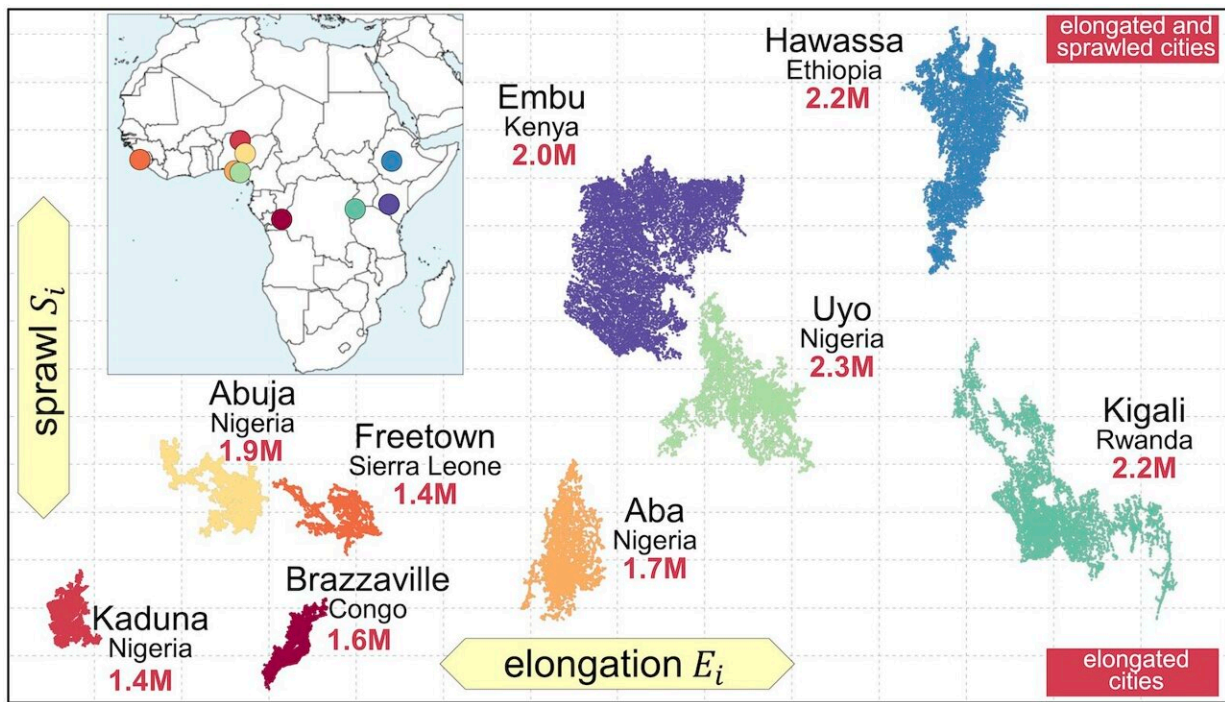 elongated and
sprawled cities
Hawassa
Ethiopia
2.2M
Embu
Kenya
2.0M
sprawl Sᵢ
Uyo
Nigeria
2.3M
Abuja
Nigeria
1.9M
Freetown
Sierra Leone
1.4M
Kigali
Rwanda
2.2M
Aba
Nigeria
1.7M
Brazzaville
Congo
1.6M
Kaduna
Nigeria
1.4M
elongation Eᵢ
elongated
cities